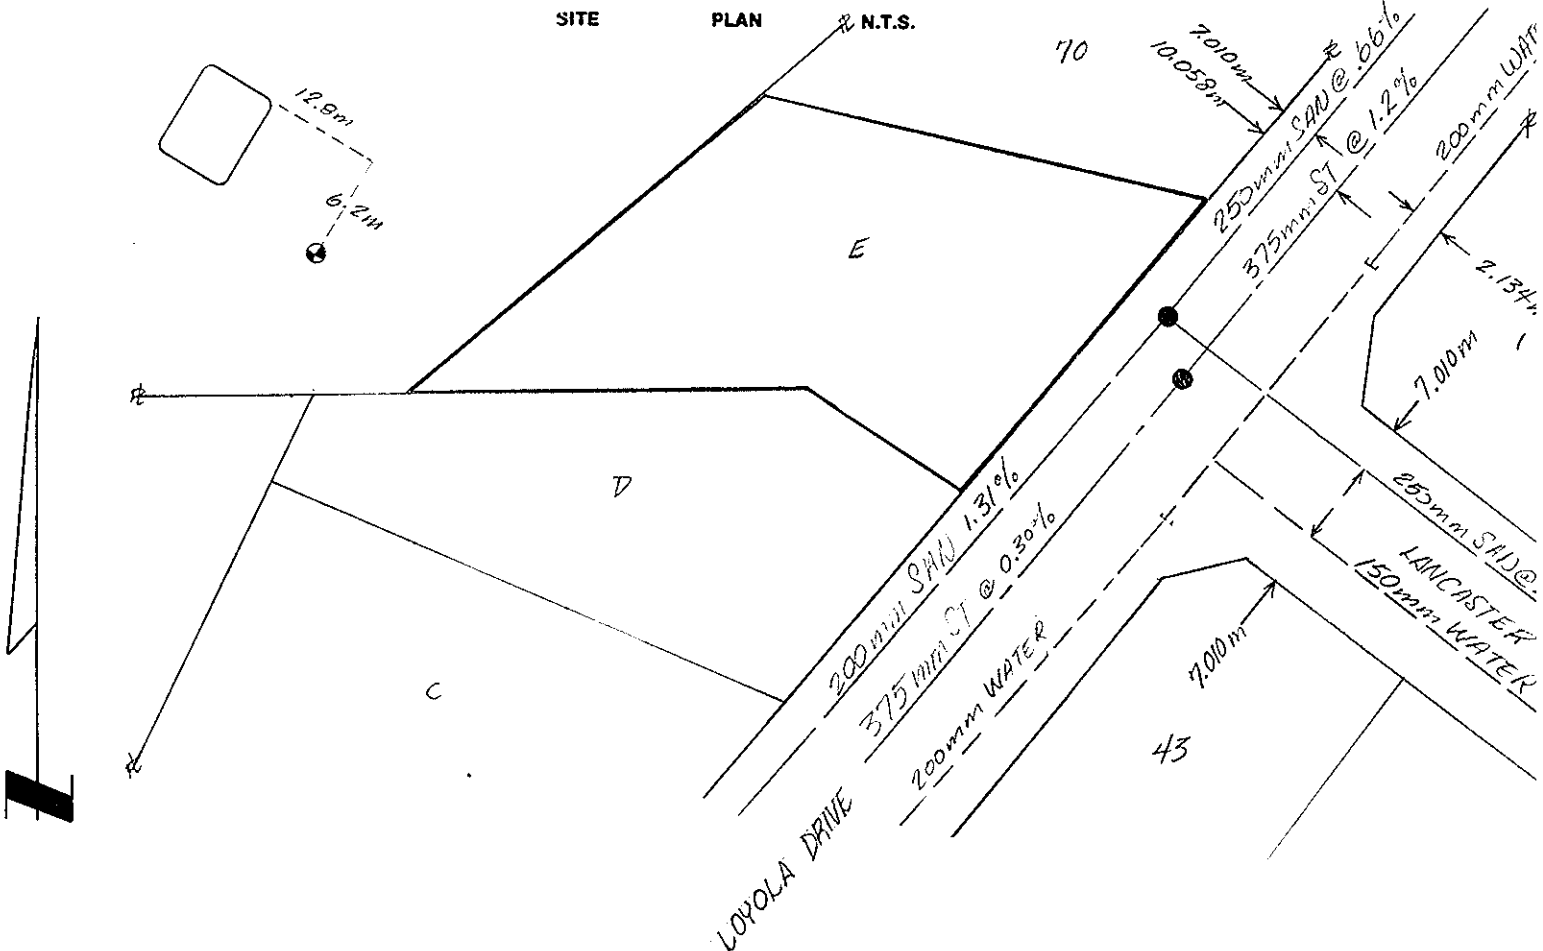 SITE PLAN ℄ N.T.S.
70
7.010m
10.058m
250mm SAN @ .66%
375mm ST @ 1.2%
200mm
12.8m
6.2m
E
2.134
7.010m
D
200mm SAN 1.31%
375mm ST @ 0.30%
200mm WATER
250mm SAN @
LANCASTER
150mm WATER
7.010m
C
43
LOYOLA DRIVE